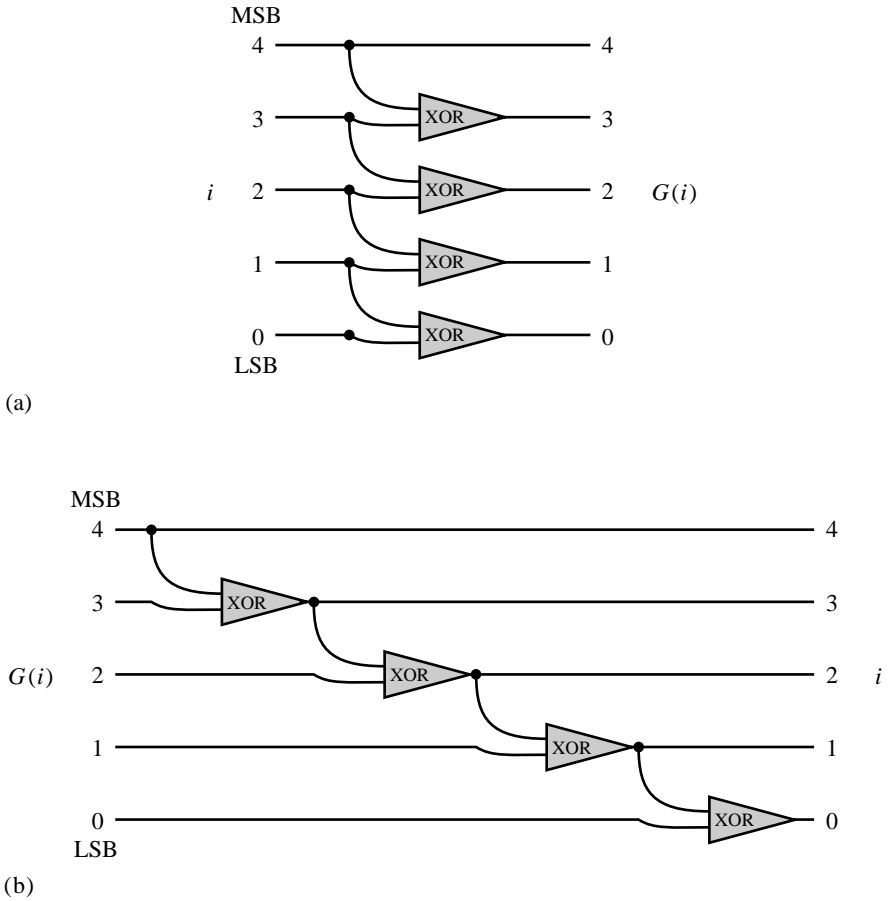 MSB
4 4
3 XOR 3
i 2 XOR 2 G(i)
1 XOR 1
0 XOR 0
LSB
(a)
MSB
4 4
3 XOR 3
G(i) 2 XOR 2 i
1 XOR 1
0 XOR 0
LSB
(b)